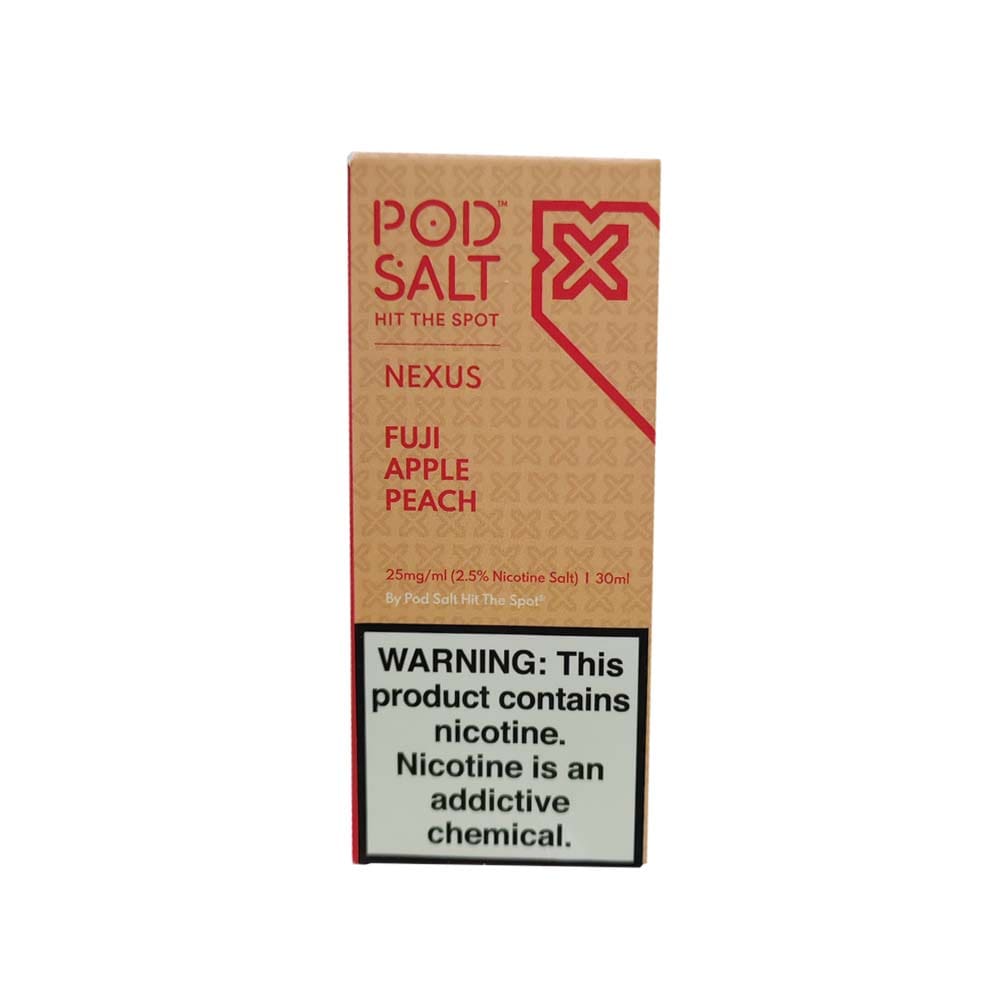 POD™
SALT
HIT THE SPOT
NEXUS
FUJI
APPLE
PEACH
25mg/ml (2.5% Nicotine Salt) | 30ml
By Pod Salt Hit The Spot®
WARNING: This
product contains
nicotine.
Nicotine is an
addictive
chemical.